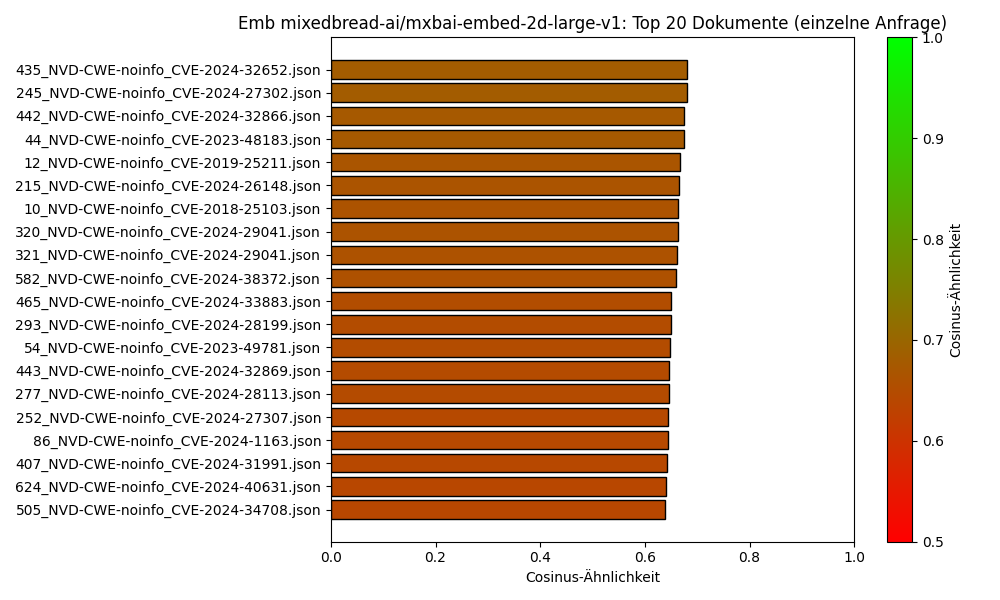 Emb mixedbread-ai/mxbai-embed-2d-large-v1: Top 20 Dokumente (einzelne Anfrage)
435_NVD-CWE-noinfo_CVE-2024-32652.json
245_NVD-CWE-noinfo_CVE-2024-27302.json
442_NVD-CWE-noinfo_CVE-2024-32866.json
44_NVD-CWE-noinfo_CVE-2023-48183.json
12_NVD-CWE-noinfo_CVE-2019-25211.json
215_NVD-CWE-noinfo_CVE-2024-26148.json
10_NVD-CWE-noinfo_CVE-2018-25103.json
320_NVD-CWE-noinfo_CVE-2024-29041.json
321_NVD-CWE-noinfo_CVE-2024-29041.json
582_NVD-CWE-noinfo_CVE-2024-38372.json
465_NVD-CWE-noinfo_CVE-2024-33883.json
293_NVD-CWE-noinfo_CVE-2024-28199.json
54_NVD-CWE-noinfo_CVE-2023-49781.json
443_NVD-CWE-noinfo_CVE-2024-32869.json
277_NVD-CWE-noinfo_CVE-2024-28113.json
252_NVD-CWE-noinfo_CVE-2024-27307.json
86_NVD-CWE-noinfo_CVE-2024-1163.json
407_NVD-CWE-noinfo_CVE-2024-31991.json
624_NVD-CWE-noinfo_CVE-2024-40631.json
505_NVD-CWE-noinfo_CVE-2024-34708.json
0.0 0.2 0.4 0.6 0.8 1.0
Cosinus-Ähnlichkeit
1.0
0.9
0.8
0.7
0.6
0.5
Cosinus-Ähnlichkeit